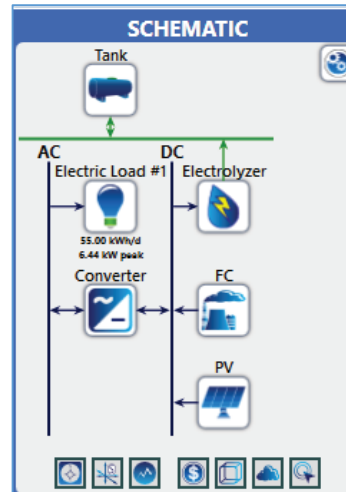 SCHEMATIC
Tank
AC
DC
Electric Load #1
Electrolyzer
55.00 kWh/d
6.44 kW peak
Converter
FC
PV